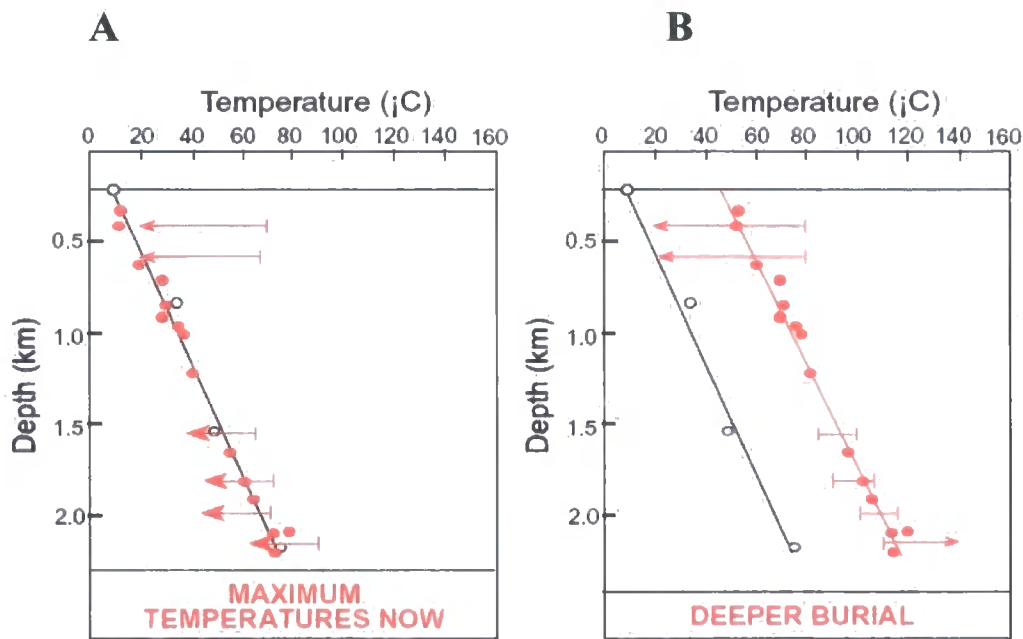 A
B
Temperature (¡C)
Temperature (¡C)
0 20 40 60 80 100 120 140 160
0 20 40 60 80 100 120 140 160
Depth (km)
0.5
1.0
1.5
2.0
Depth (km)
0.5
1.0
1.5
2.0
MAXIMUM
TEMPERATURES NOW
DEEPER BURIAL